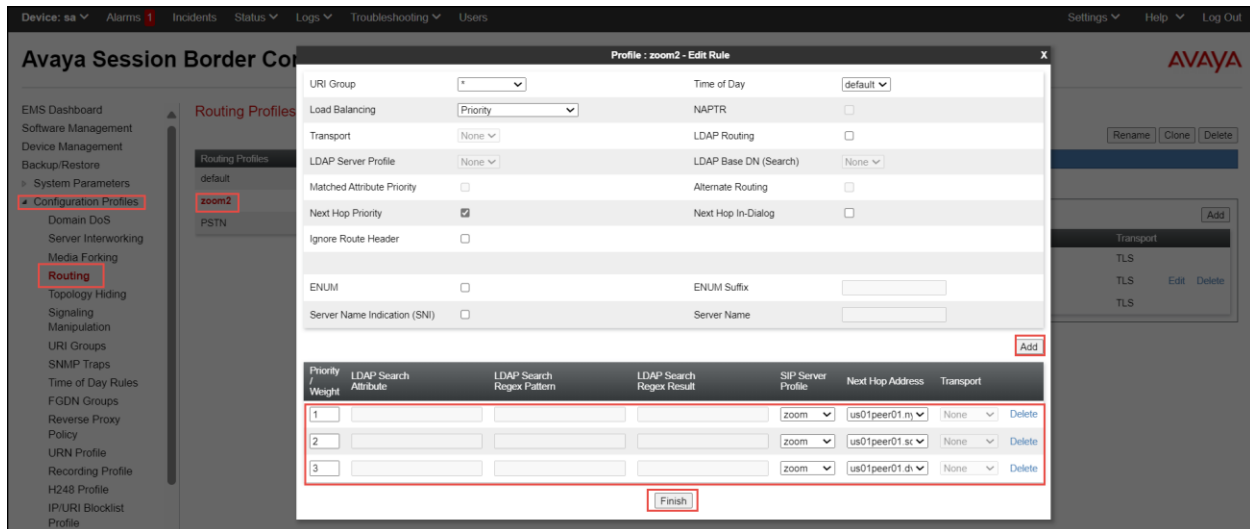 Device: sa Alarms 1 Incidents Status Logs Troubleshooting Users Settings Help Log Out
Avaya Session Border Cor
AVAYA
EMS Dashboard
Software Management
Device Management
Backup/Restore
System Parameters
Configuration Profiles
Domain DoS
Server Interworking
Media Forking
Routing
Topology Hiding
Signaling
Manipulation
URI Groups
SNMP Traps
Time of Day Rules
FGDN Groups
Reverse Proxy
Policy
URN Profile
Recording Profile
H248 Profile
IP/URI Blocklist
Profile
Routing Profiles
Routing Profiles
default
zoom2
PSTN
Rename Clone Delete
Add
Transport
TLS
TLS Edit Delete
TLS
Profile : zoom2 - Edit Rule X
URI Group * Time of Day default
Load Balancing Priority NAPTR
Transport None LDAP Routing
LDAP Server Profile None LDAP Base DN (Search) None
Matched Attribute Priority Alternate Routing
Next Hop Priority Next Hop In-Dialog
Ignore Route Header
ENUM ENUM Suffix
Server Name Indication (SNI) Server Name
Add
Priority / Weight LDAP Search Attribute LDAP Search Regex Pattern LDAP Search Regex Result SIP Server Profile Next Hop Address Transport
1 zoom us01peer01.ny None Delete
2 zoom us01peer01.sc None Delete
3 zoom us01peer01.dv None Delete
Finish